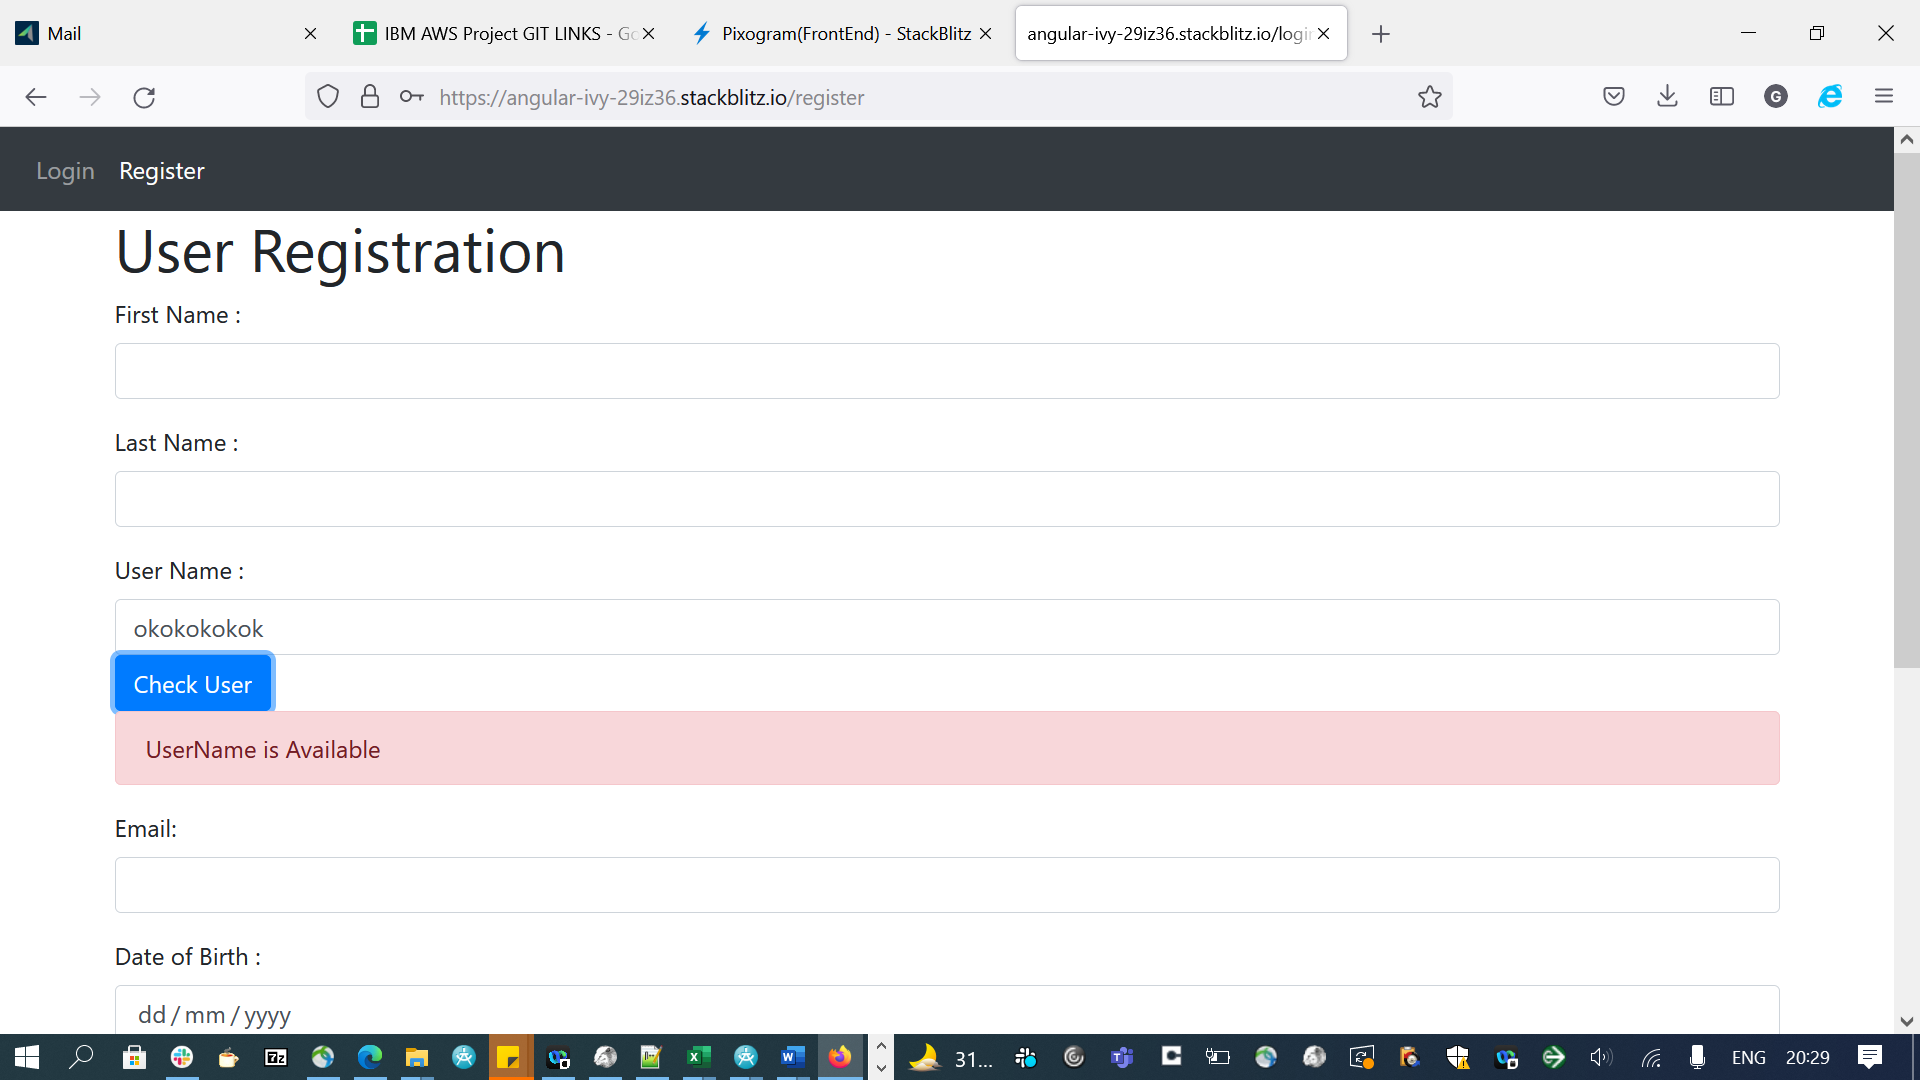 Mail
IBM AWS Project GIT LINKS - Go
Pixogram(FrontEnd) - StackBlitz
angular-ivy-29iz36.stackblitz.io/login
https://angular-ivy-29iz36.stackblitz.io/register
G
Login Register
User Registration
First Name :
Last Name :
User Name :
okokokokok
Check User
UserName is Available
Email:
Date of Birth :
dd / mm / yyyy
7z
31...
ENG 20:29